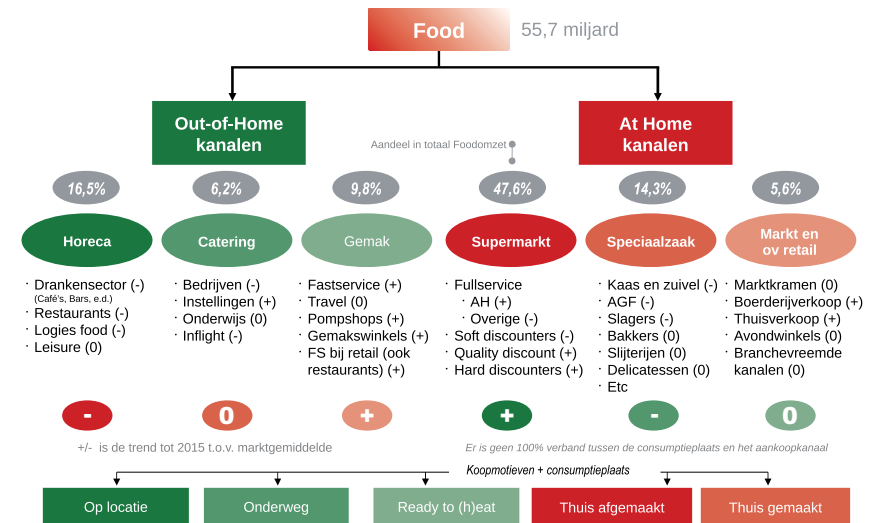 Food
55,7 miljard
Out-of-Home
kanalen
At Home
kanalen
Aandeel in totaal Foodomzet
16,5%
6,2%
9,8%
47,6%
14,3%
5,6%
Horeca
Catering
Gemak
Supermarkt
Speciaalzaak
Markt en
ov retail
· Drankensector (-)
(Café's, Bars, e.d.)
· Restaurants (-)
· Logies food (-)
· Leisure (0)
· Bedrijven (-)
· Instellingen (+)
· Onderwijs (0)
· Inflight (-)
· Fastservice (+)
· Travel (0)
· Pompshops (+)
· Gemakswinkels (+)
· FS bij retail (ook
restaurants) (+)
· Fullservice
· AH (+)
· Overige (-)
· Soft discounters (-)
· Quality discount (+)
· Hard discounters (+)
· Kaas en zuivel (-)
· AGF (-)
· Slagers (-)
· Bakkers (0)
· Slijterijen (0)
· Delicatessen (0)
· Etc
· Marktkramen (0)
· Boerderijverkoop (+)
· Thuisverkoop (+)
· Avondwinkels (0)
· Branchevreemde
kanalen (0)
-
0
+
+
-
0
+/- is de trend tot 2015 t.o.v. marktgemiddelde
Er is geen 100% verband tussen de consumptieplaats en het aankoopkanaal
Koopmotieven + consumptieplaats
Op locatie
Onderweg
Ready to (h)eat
Thuis afgemaakt
Thuis gemaakt